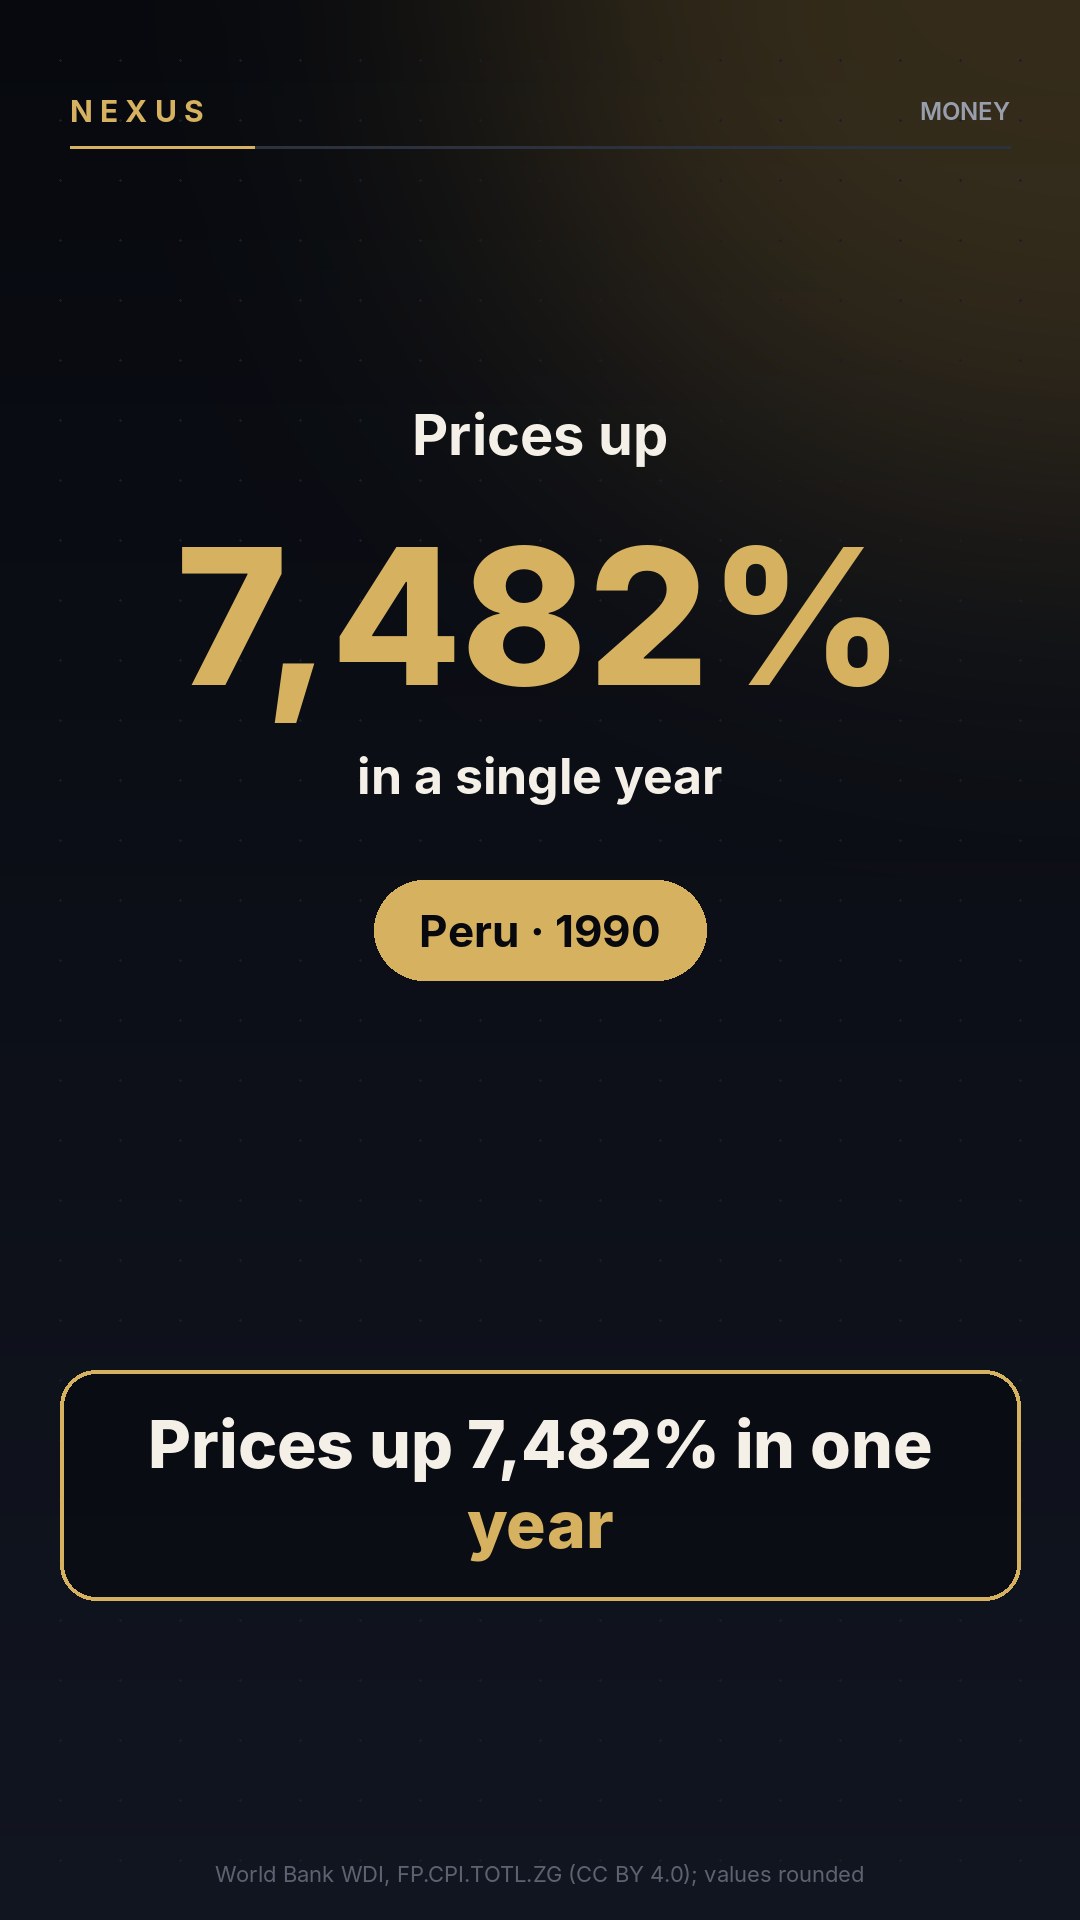 NEXUS
MONEY
Prices up
7,482%
in a single year
Peru · 1990
Prices up 7,482% in one
year
World Bank WDI, FP.CPI.TOTL.ZG (CC BY 4.0); values rounded